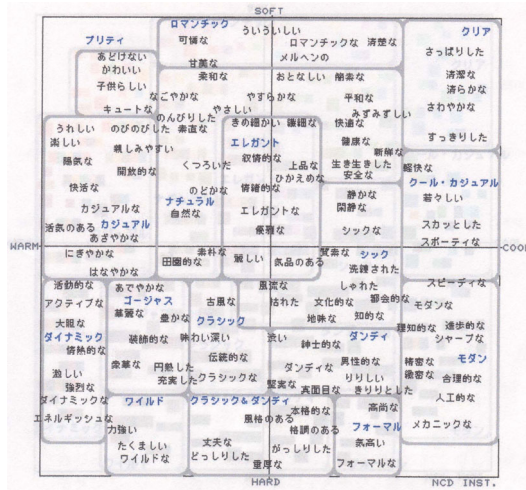 SOFT
ロマンチック
ういういしい
クリア
プリティ
可憐な
ロマンチックな
清楚な
メルヘンの
さっぱりした
あどけない
かわいい
子供らしい
甘美な
柔和な
おとなしい
簡素な
清潔な
清らかな
なごやかな
やすらかな
平和な
さわやかな
キュートな
のんびりした
やさしい
みずみずしい
うれしい
楽しい
のびのびした
素直な
きめ細かい
繊細な
快適な
すっきりした
親しみやすい
エレガント
健康な
新鮮な
陽気な
開放的な
くつろいだ
叙情的な
上品な
ひかえめな
生き生きした
安全な
軽快な
クール・カジュアル
快活な
のどかな
情緒的な
静かな
閑静な
若々しい
カジュアルな
ナチュラル
自然な
エレガントな
活気のある
カジュアル
あざやかな
優雅な
シックな
スカッとした
スポーティな
WARM
COOL
にぎやかな
素朴な
田園的な
麗しい
気品のある
質素な
シック
洗練された
はなやかな
活動的な
あでやかな
風流な
しゃれた
スピーディな
アクティブな
ゴージャス
豪華な
豊かな
古風な
枯れた
文化的な
都会的な
モダンな
大胆な
クラシック
地味な
知的な
ダイナミック
情熱的な
装飾的な
味わい深い
渋い
紳士的な
ダンディ
理知的な
進歩的な
シャープな
伝統的な
激しい
強烈な
豪華な
円熟した
充実した
クラシックな
ダンディな
男性的な
りりしい
精密な
緻密な
モダン
合理的な
堅実な
真面目な
きりりとした
ダイナミックな
エネルギッシュな
ワイルド
クラシック&ダンディ
風格のある
本格的な
格調のある
高尚な
人工的な
力強い
たくましい
ワイルドな
丈夫な
どっしりした
がっしりした
フォーマル
気高い
メカニックな
重厚な
フォーマルな
HARD
NCD INST.